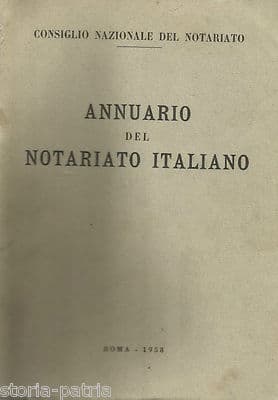 CONSIGLIO NAZIONALE DEL NOTARIATO
ANNUARIO
DEL
NOTARIATO ITALIANO
ROMA - 1958
storia-patria